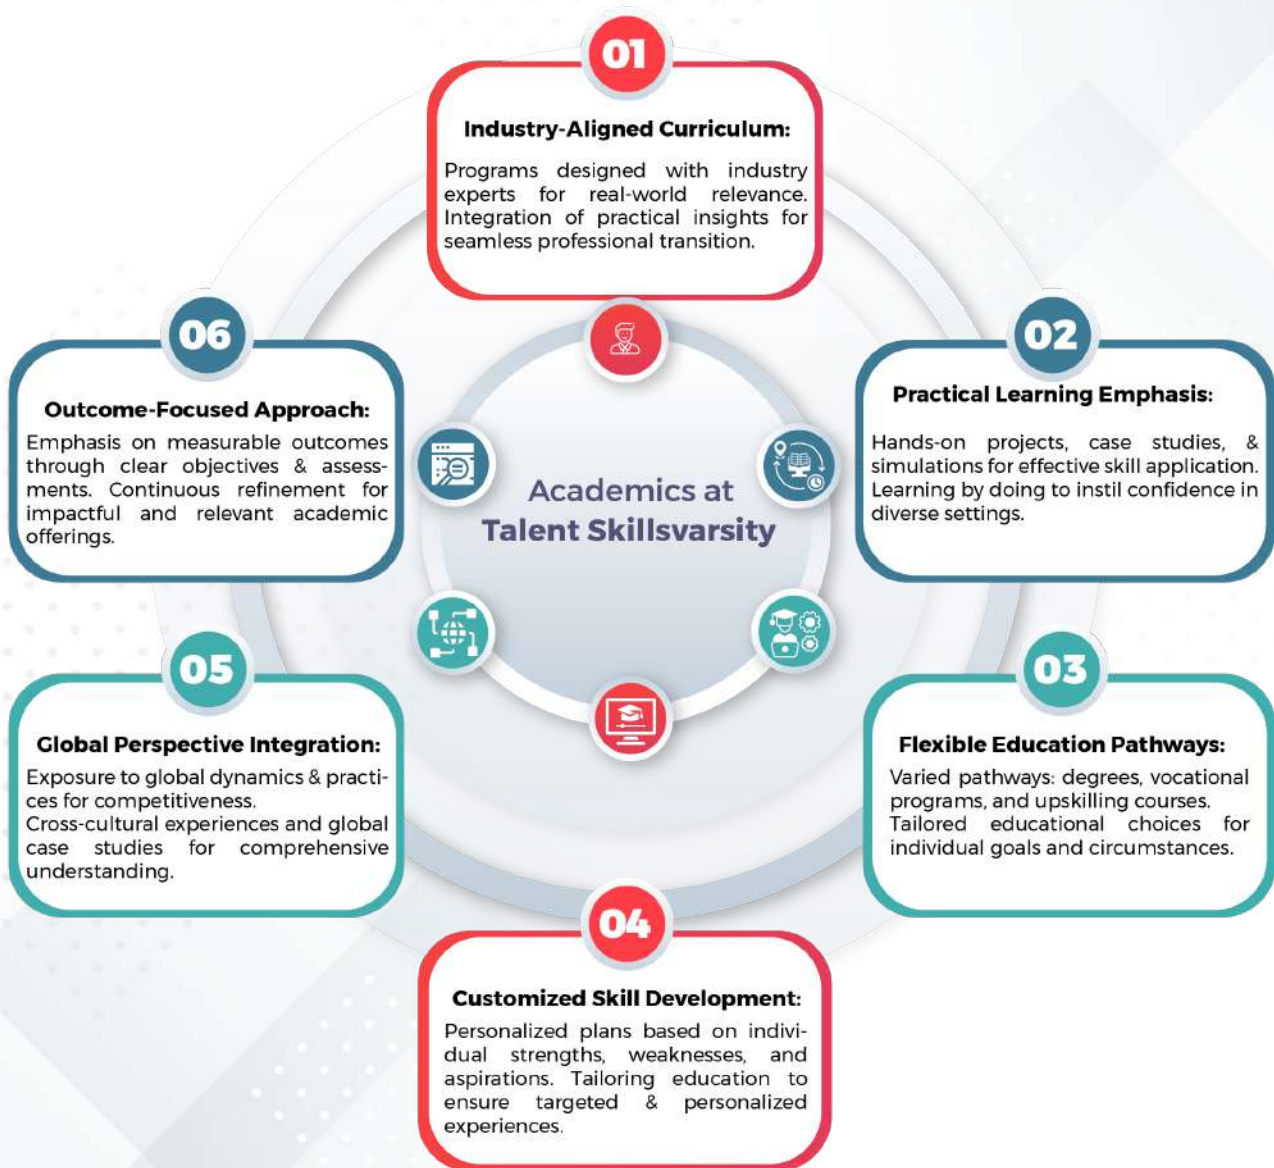 01
Industry-Aligned Curriculum:
Programs designed with industry
experts for real-world relevance.
Integration of practical insights for
seamless professional transition.
06
Outcome-Focused Approach:
Emphasis on measurable outcomes
through clear objectives & assess-
ments. Continuous refinement for
impactful and relevant academic
offerings.
02
Practical Learning Emphasis:
Hands-on projects, case studies, &
simulations for effective skill application.
Learning by doing to instil confidence in
diverse settings.
Academics at
Talent Skillsvarsity
05
Global Perspective Integration:
Exposure to global dynamics & practi-
ces for competitiveness.
Cross-cultural experiences and global
case studies for comprehensive
understanding.
03
Flexible Education Pathways:
Varied pathways: degrees, vocational
programs, and upskilling courses.
Tailored educational choices for
individual goals and circumstances.
04
Customized Skill Development:
Personalized plans based on indivi-
dual strengths, weaknesses, and
aspirations. Tailoring education to
ensure targeted & personalized
experiences.